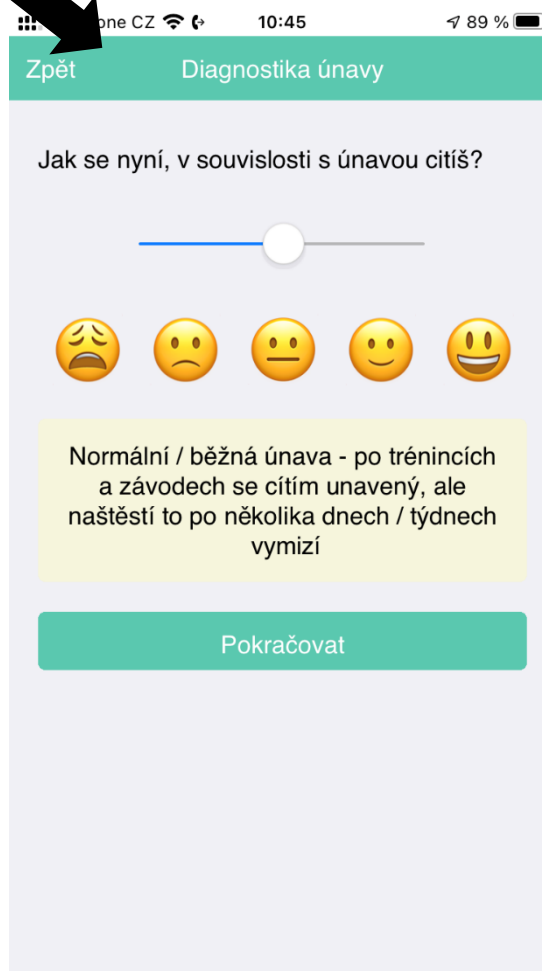 one CZ 10:45 89 %
Zpět Diagnostika únavy
Jak se nyní, v souvislosti s únavou citíš?
Normální / běžná únava - po trénincích
a závodech se cítím unavený, ale
naštěstí to po několika dnech / týdnech
vymizí
Pokračovat